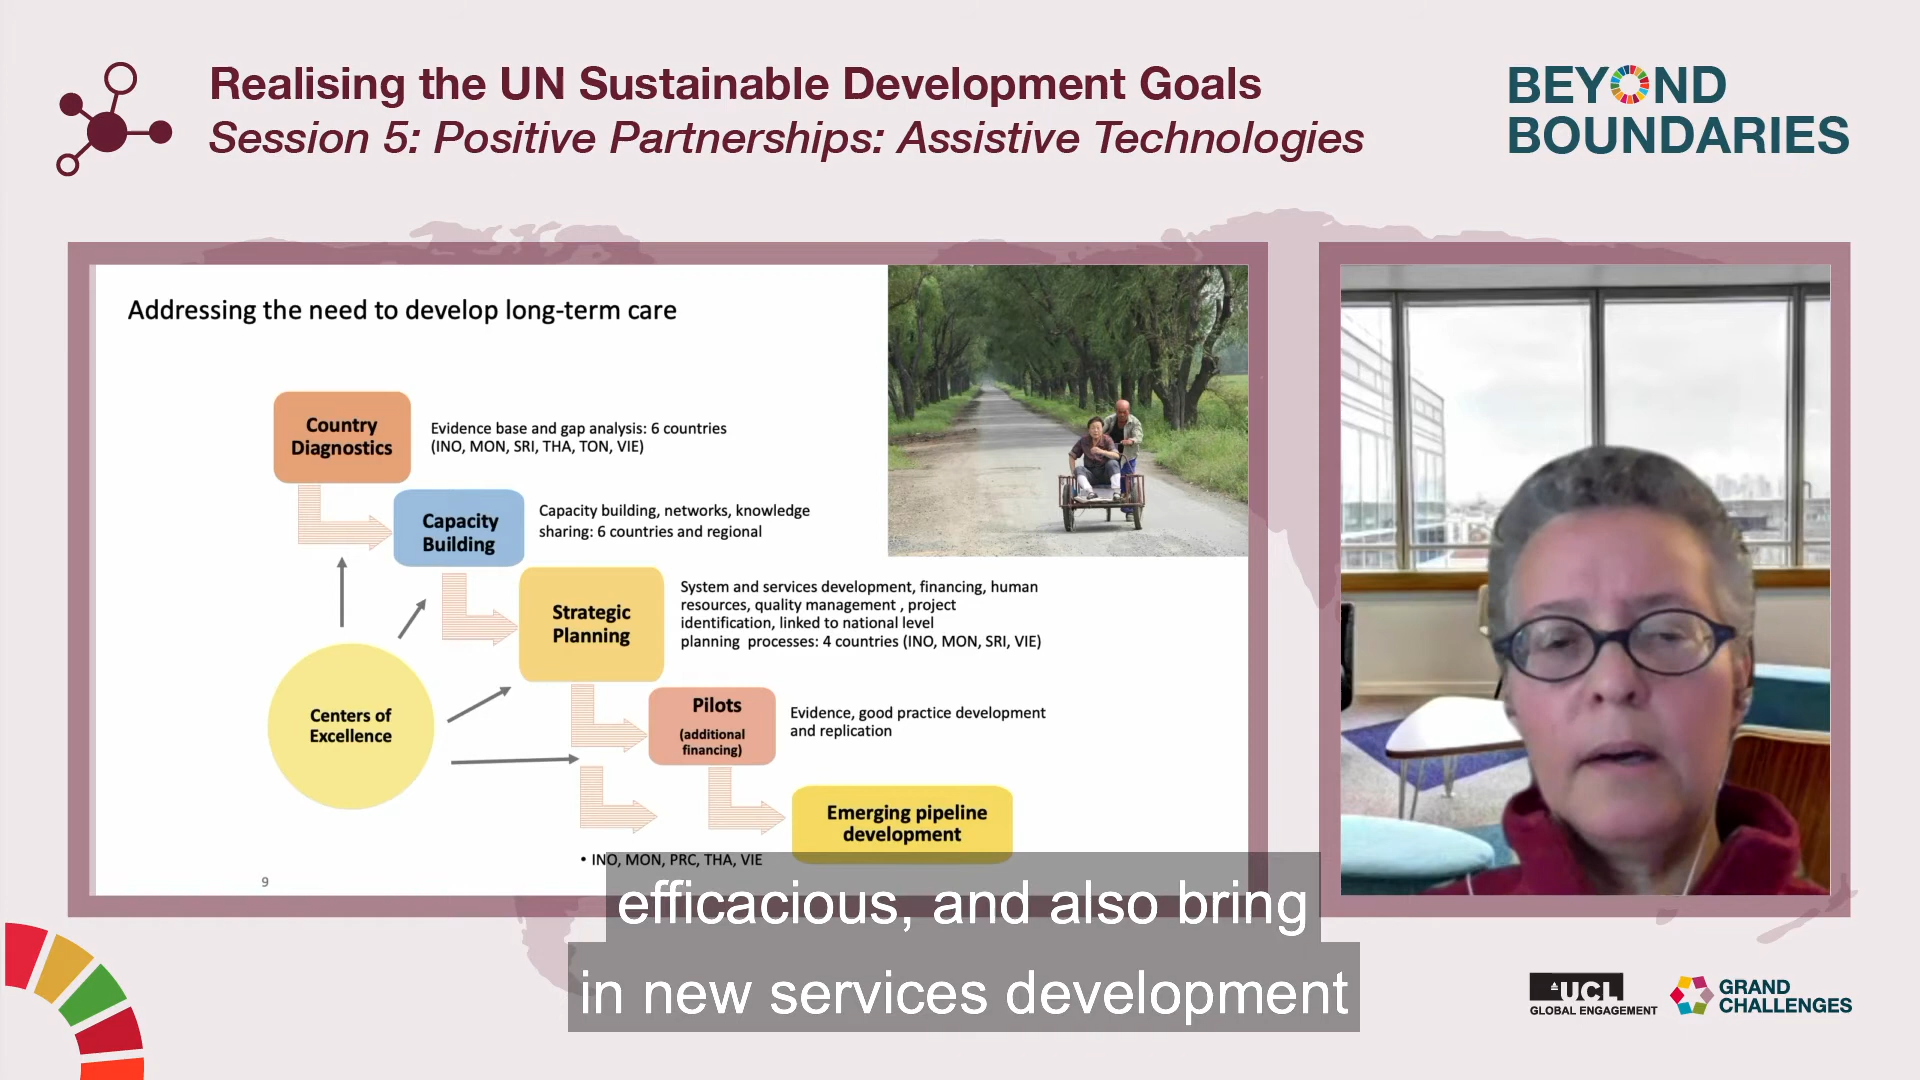 Realising the UN Sustainable Development Goals
Session 5: Positive Partnerships: Assistive Technologies
BEYOND
BOUNDARIES
Addressing the need to develop long-term care
Country
Diagnostics
Evidence base and gap analysis: 6 countries
(INO, MON, SRI, THA, TON, VIE)
Capacity
Building
Capacity building, networks, knowledge
sharing: 6 countries and regional
Strategic
Planning
System and services development, financing, human
resources, quality management , project
identification, linked to national level
planning processes: 4 countries (INO, MON, SRI, VIE)
Centers of
Excellence
Pilots
(additional
financing)
Evidence, good practice development
and replication
Emerging pipeline
development
• INO, MON, PRC, THA, VIE
9
efficacious, and also bring
in new services development
UCL
GLOBAL ENGAGEMENT
GRAND
CHALLENGES